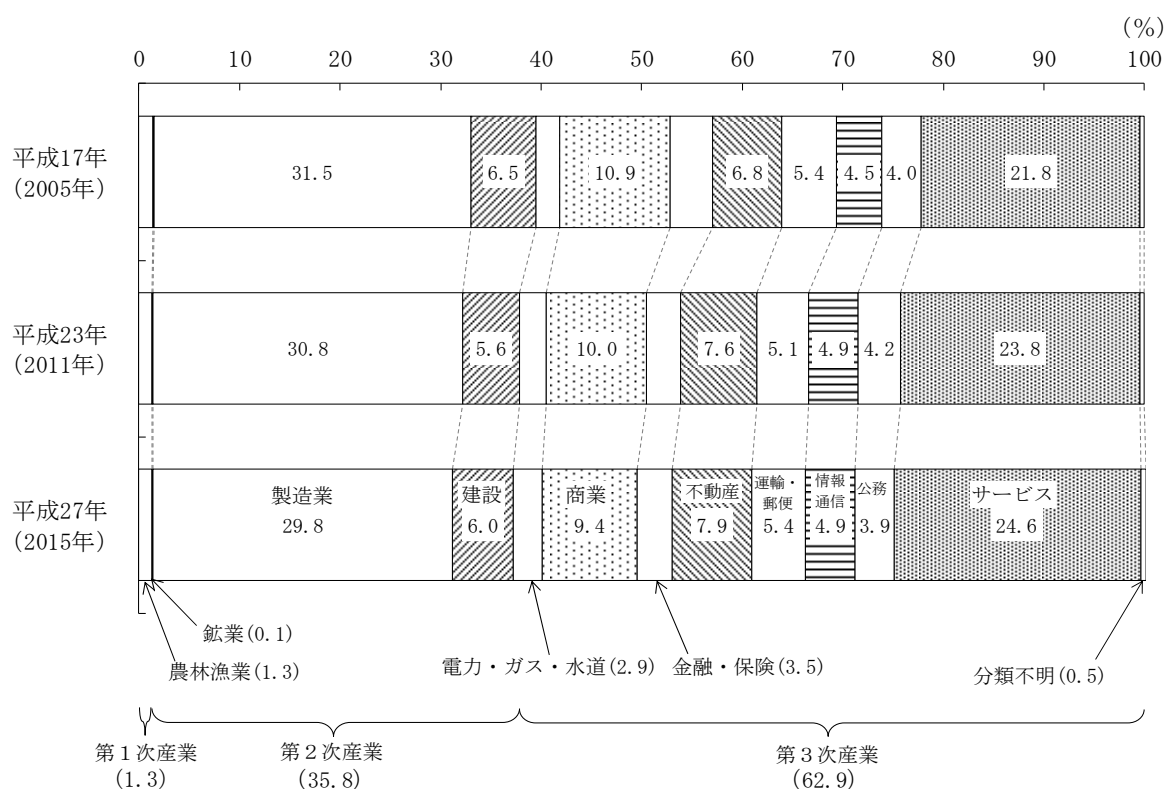 (%)
0 10 20 30 40 50 60 70 80 90 100
平成17年
(2005年)
31.5 6.5 10.9 6.8 5.4 4.5 4.0 21.8
平成23年
(2011年)
30.8 5.6 10.0 7.6 5.1 4.9 4.2 23.8
平成27年
(2015年)
製造業
29.8
建設
6.0
商業
9.4
不動産
7.9
運輸・
郵便
5.4
情報
通信
4.9
公務
3.9
サービス
24.6
鉱業(0.1)
農林漁業(1.3)
電力・ガス・水道(2.9)
金融・保険(3.5)
分類不明(0.5)
第1次産業
(1.3)
第2次産業
(35.8)
第3次産業
(62.9)